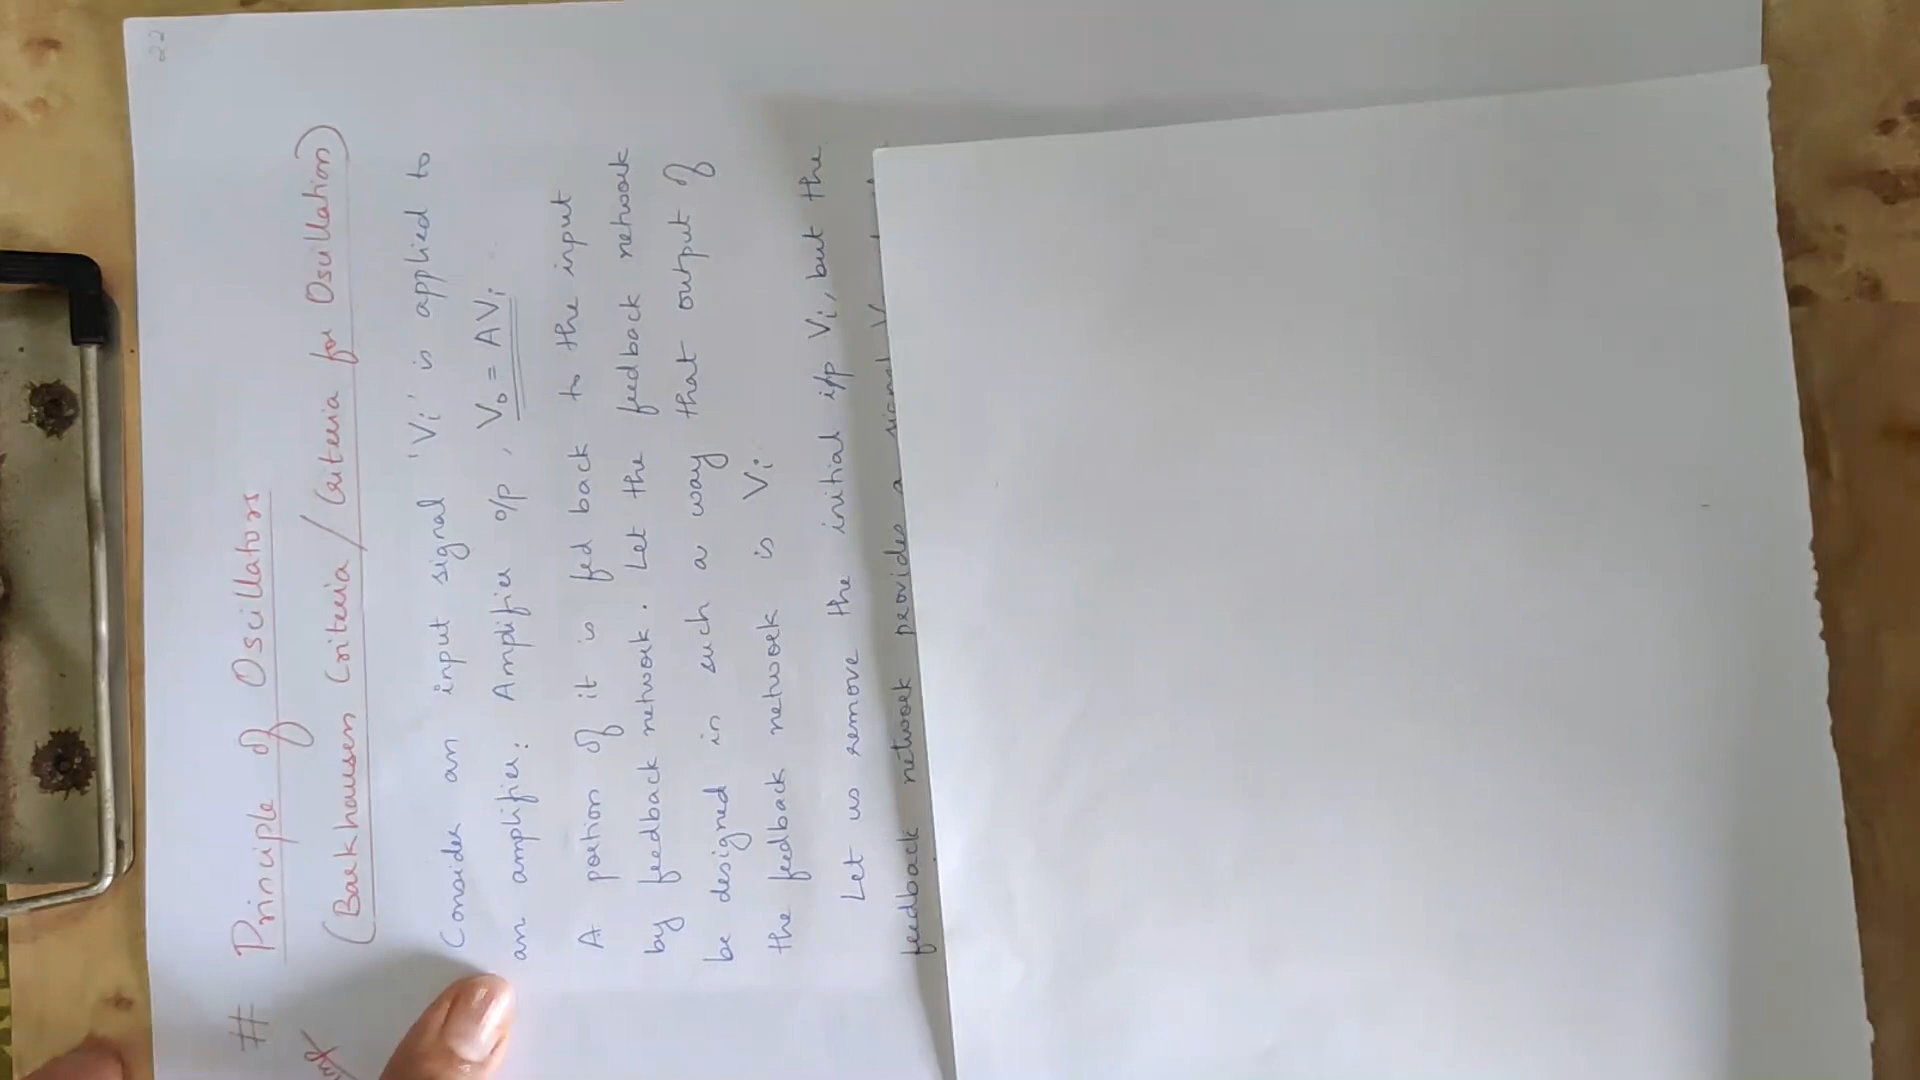 22
# Principle of Oscillators
(Barkhausen Criteria / Criteria for Oscillation)
Consider an input signal 'Vi' is applied to
an amplifier. Amplifier o/p, Vo = AVi
A portion of it is fed back to the input
by feedback network. Let the feedback network
be designed in such a way that output of
the feedback network is Vi
Let us remove the initial i/p Vi, but the
feedback network provides a signal